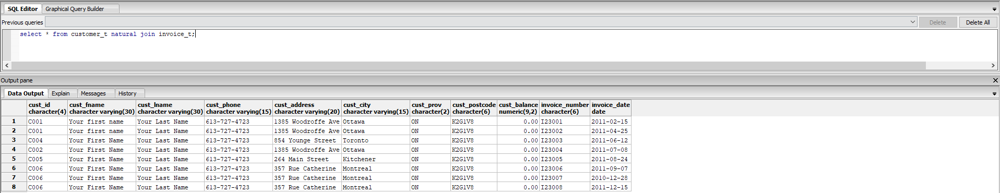 SQL Editor Graphical Query Builder
Previous queries Delete Delete All
select * from customer_t natural join invoice_t;
Output pane
Data Output Explain Messages History
cust_id cust_fname cust_lname cust_phone cust_address cust_city cust_prov cust_postcode cust_balance invoice_number invoice_date
character(4) character varying(30) character varying(30) character varying(15) character varying(20) character varying(15) character(2) character(6) numeric(9,2) character(6) date
1 C001 Your first name Your Last Name 613-727-4723 1385 Woodroffe Ave Ottawa ON K2G1V8 0.00 I23001 2011-02-15
2 C001 Your first name Your Last Name 613-727-4723 1385 Woodroffe Ave Ottawa ON K2G1V8 0.00 I23002 2011-04-25
3 C004 Your First Name Your Last Name 613-727-4723 854 Younge Street Toronto ON K2G1V8 0.00 I23003 2011-06-12
4 C002 Your First Name Your Last Name 613-727-4723 1385 Woodroffe Ave Ottawa ON K2G1V8 0.00 I23004 2011-07-08
5 C005 Your First Name Your Last Name 613-727-4723 264 Main Street Kitchener ON K2G1V8 0.00 I23005 2011-08-24
6 C006 Your First Name Your Last Name 613-727-4723 357 Rue Catherine Montreal ON K2G1V8 0.00 I23006 2011-09-07
7 C006 Your First Name Your Last Name 613-727-4723 357 Rue Catherine Montreal ON K2G1V8 0.00 I23007 2010-12-28
8 C006 Your First Name Your Last Name 613-727-4723 357 Rue Catherine Montreal ON K2G1V8 0.00 I23008 2011-12-15